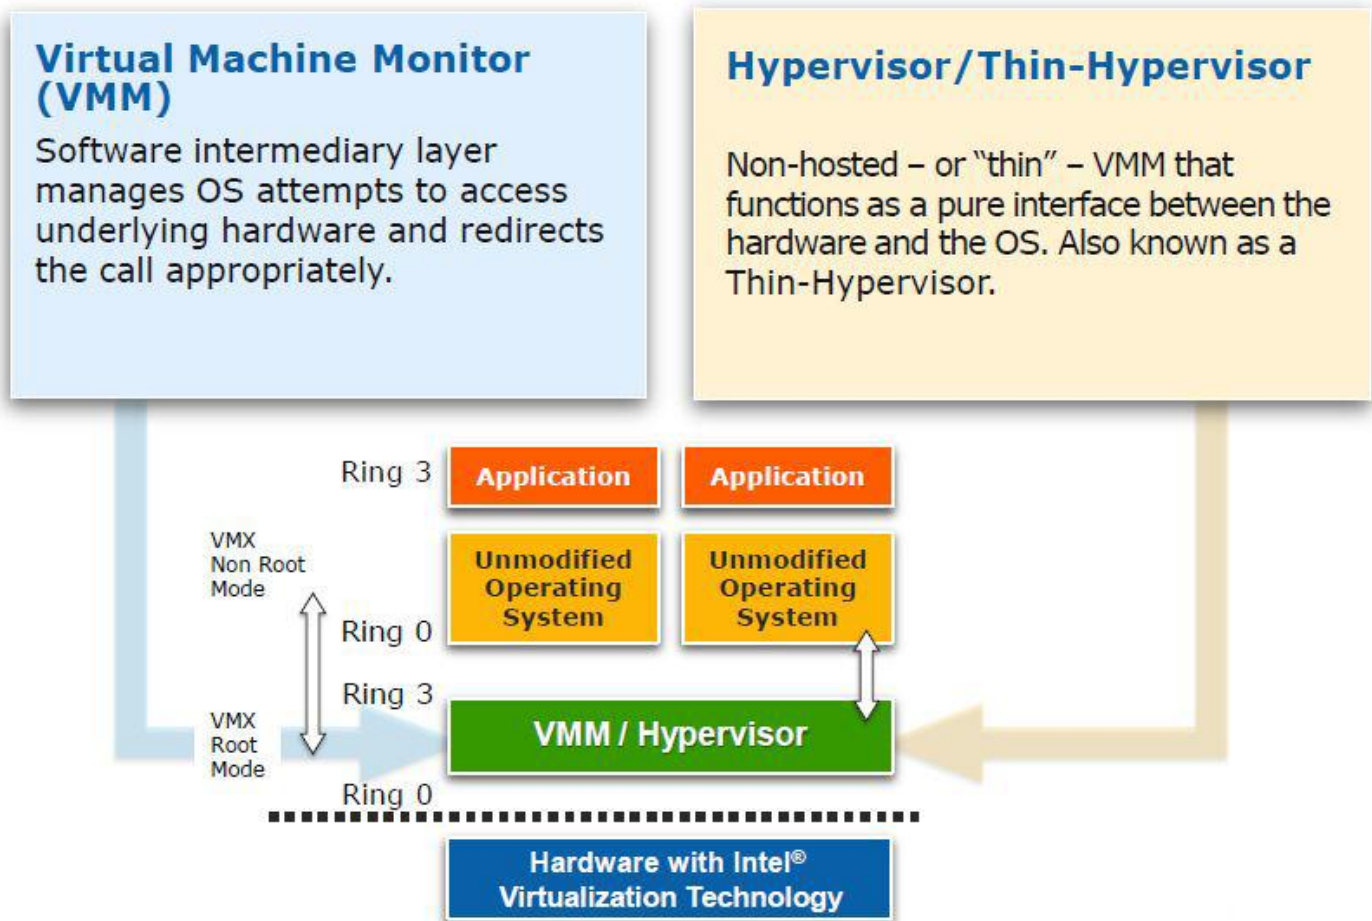 Virtual Machine Monitor
(VMM)
Software intermediary layer
manages OS attempts to access
underlying hardware and redirects
the call appropriately.
Hypervisor/Thin-Hypervisor
Non-hosted – or “thin” – VMM that
functions as a pure interface between the
hardware and the OS. Also known as a
Thin-Hypervisor.
Ring 3
Application
Application
VMX
Non Root
Mode
Unmodified
Operating
System
Unmodified
Operating
System
Ring 0
Ring 3
VMX
Root
Mode
VMM / Hypervisor
Ring 0
Hardware with Intel®
Virtualization Technology